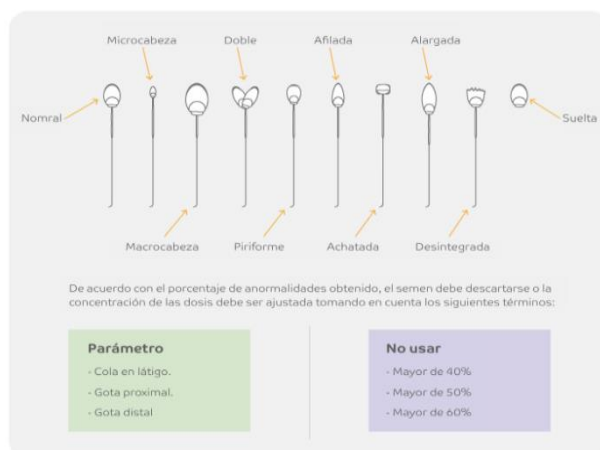 Microcabeza Doble Afilada Alargada
Nomral Suelta
Macrocabeza Piriforme Achatada Desintegrada
De acuerdo con el porcentaje de anormalidades obtenido, el semen debe descartarse o la
concentración de las dosis debe ser ajustada tomando en cuenta los siguientes términos:
Parámetro
- Cola en látigo.
- Gota proximal.
- Gota distal
No usar
- Mayor de 40%
- Mayor de 50%
- Mayor de 60%